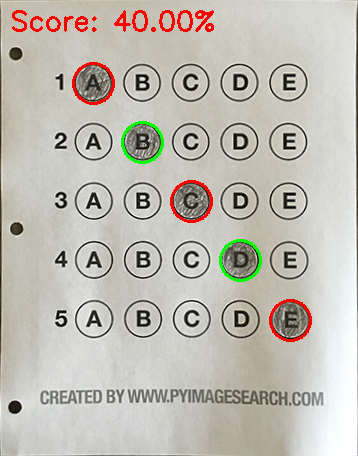 Score: 40.00%
1 A B C D E
2 A B C D E
3 A B C D E
4 A B C D E
5 A B C D E
CREATED BY WWW.PYIMAGESEARCH.COM